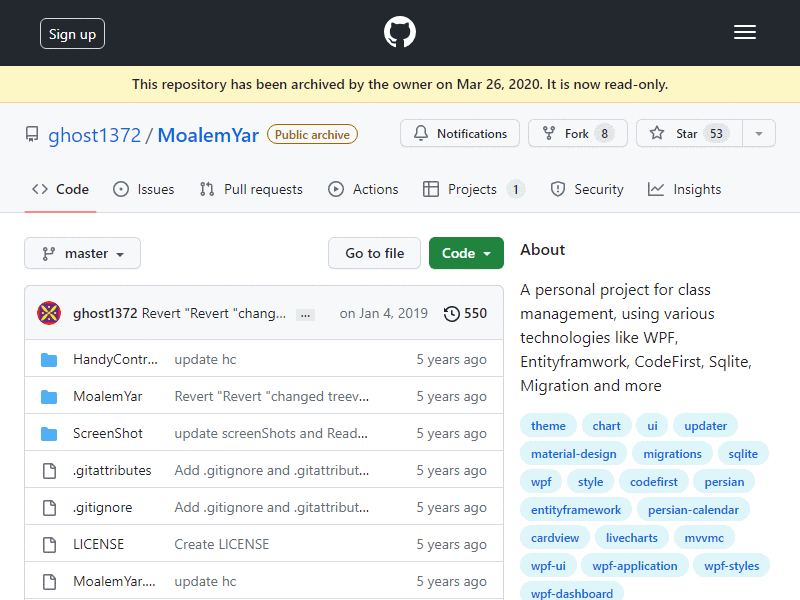 Sign up
This repository has been archived by the owner on Mar 26, 2020. It is now read-only.
ghost1372 / MoalemYar Public archive
Notifications
Fork 8
Star 53
Code
Issues
Pull requests
Actions
Projects 1
Security
Insights
master
Go to file
Code
ghost1372 Revert "Revert "chang... ... on Jan 4, 2019 550
HandyContr... update hc 5 years ago
MoalemYar Revert "Revert "changed treev... 5 years ago
ScreenShot update screenShots and Read... 5 years ago
.gitattributes Add .gitignore and .gitattribut... 5 years ago
.gitignore Add .gitignore and .gitattribut... 5 years ago
LICENSE Create LICENSE 5 years ago
MoalemYar.... update hc 5 years ago
About
A personal project for class
management, using various
technologies like WPF,
Entityframwork, CodeFirst, Sqlite,
Migration and more
theme chart ui updater
material-design migrations sqlite
wpf style codefirst persian
entityframework persian-calendar
cardview livecharts mvvmc
wpf-ui wpf-application wpf-styles
wpf-dashboard